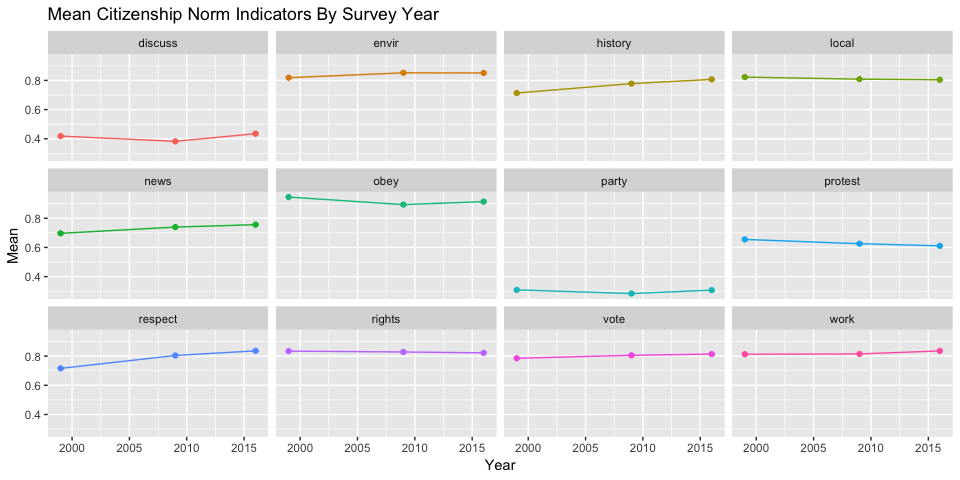 Mean Citizenship Norm Indicators By Survey Year
discuss envir history local
0.8
0.6
0.4
news obey party protest
0.8
0.6
0.4
respect rights vote work
0.8
0.6
0.4
2000 2005 2010 2015 2000 2005 2010 2015 2000 2005 2010 2015 2000 2005 2010 2015
Year
Mean